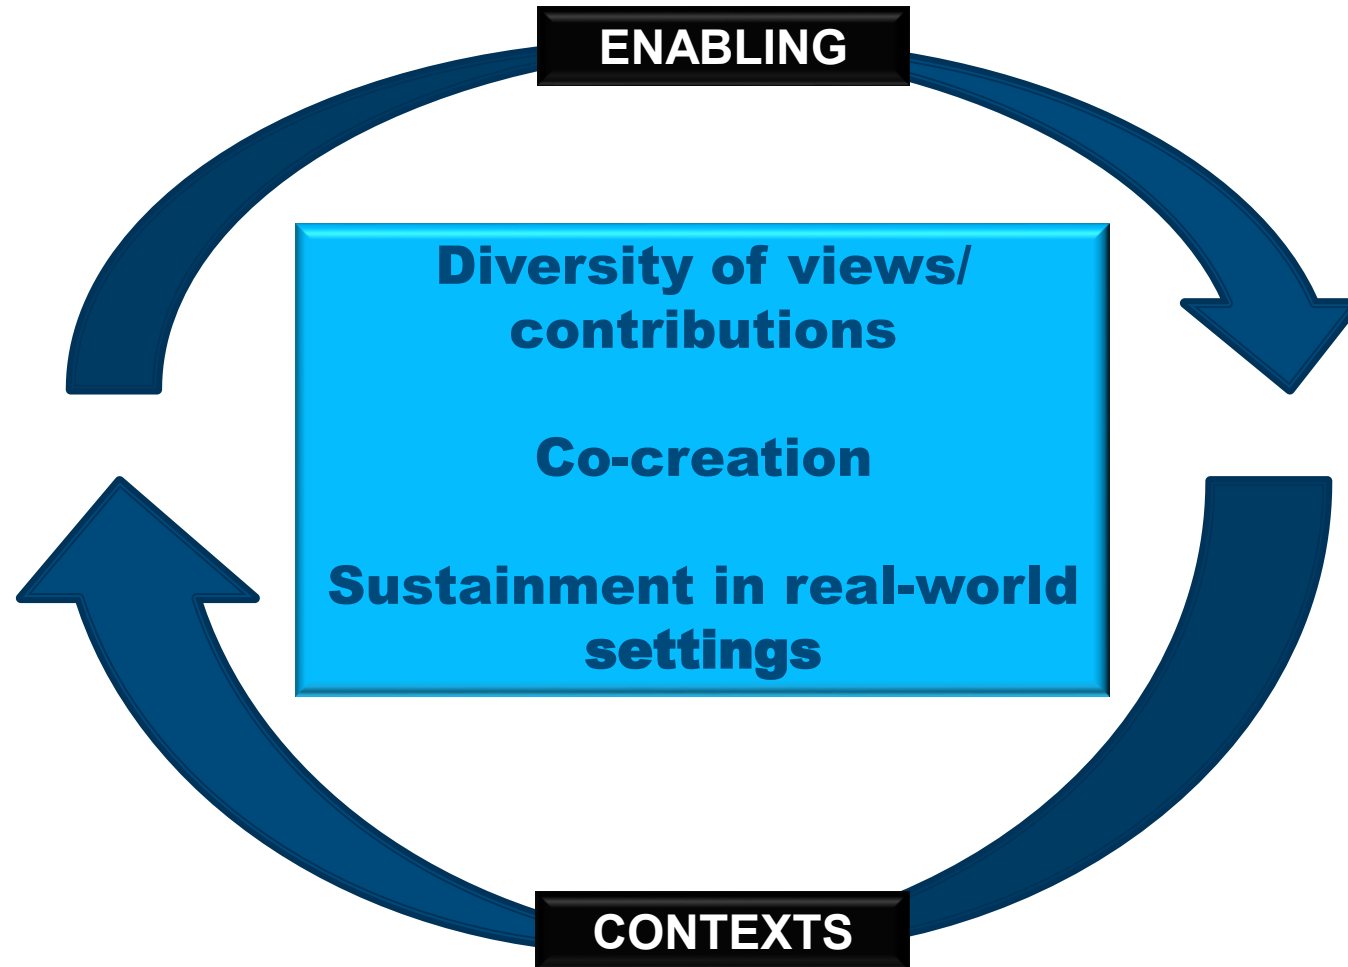 ENABLING
Diversity of views/
contributions
Co-creation
Sustainment in real-world
settings
CONTEXTS